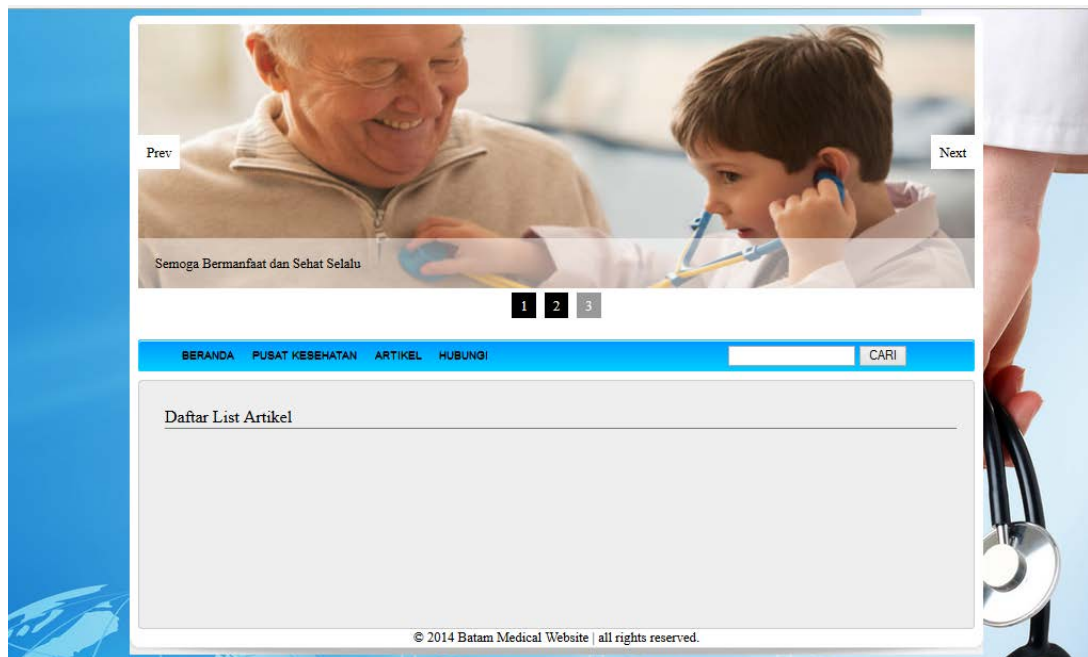 Prev
Next
Semoga Bermanfaat dan Sehat Selalu
1 2 3
BERANDA PUSAT KESEHATAN ARTIKEL HUBUNGI CARI
Daftar List Artikel
© 2014 Batam Medical Website | all rights reserved.